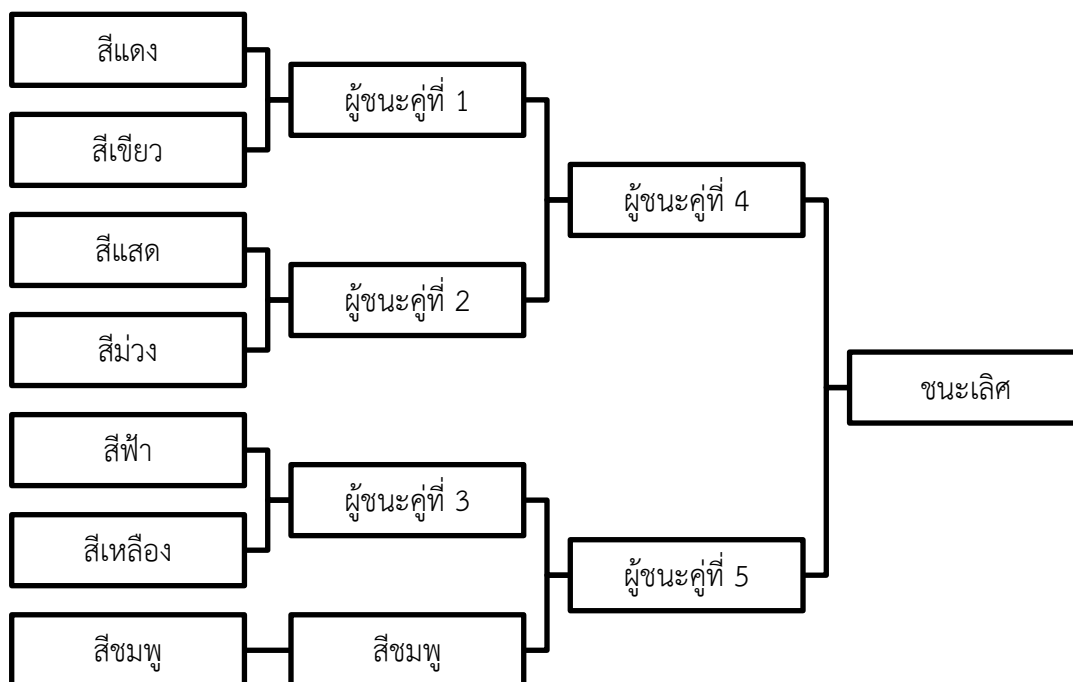 สีแดง
สีเขียว
สีแสด
สีม่วง
สีฟ้า
สีเหลือง
สีชมพู
ผู้ชนะคู่ที่ 1
ผู้ชนะคู่ที่ 2
ผู้ชนะคู่ที่ 3
สีชมพู
ผู้ชนะคู่ที่ 4
ผู้ชนะคู่ที่ 5
ชนะเลิศ